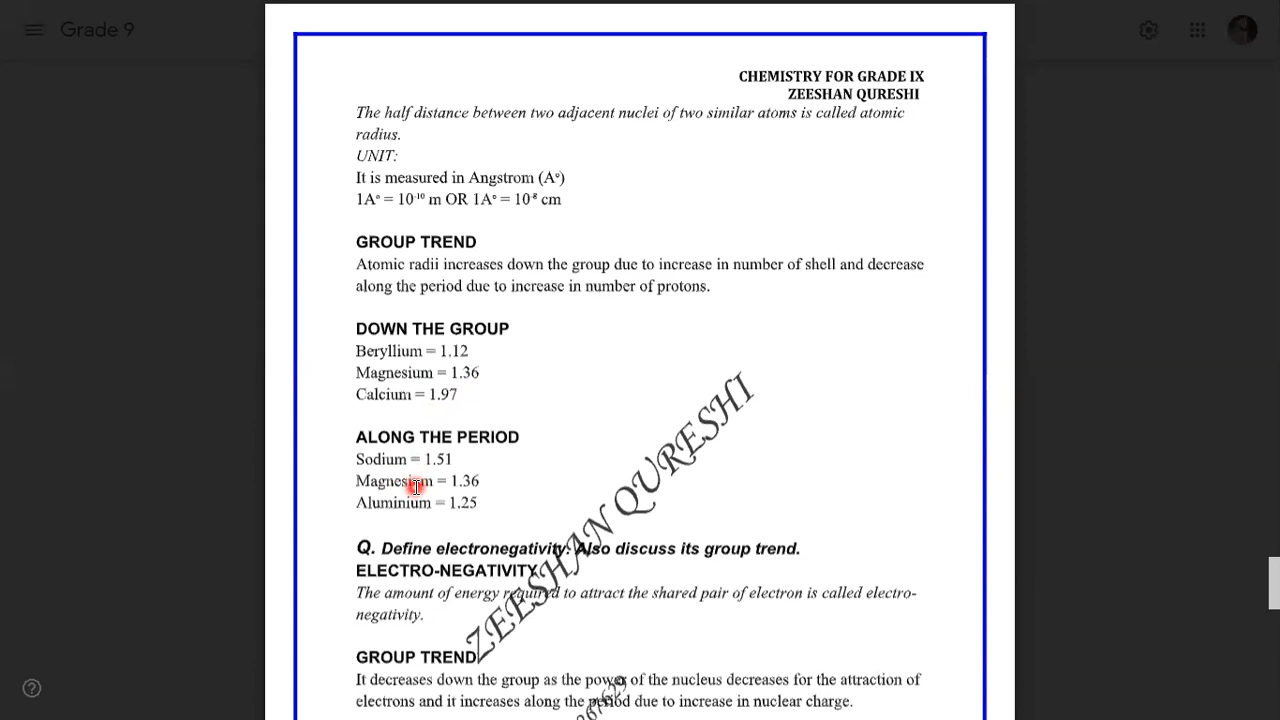 Grade 9
CHEMISTRY FOR GRADE IX
ZEESHAN QURESHI
The half distance between two adjacent nuclei of two similar atoms is called atomic
radius.
UNIT:
It is measured in Angstrom (A°)
1A° = 10⁻¹⁰ m OR 1A° = 10⁻⁸ cm
GROUP TREND
Atomic radii increases down the group due to increase in number of shell and decrease
along the period due to increase in number of protons.
DOWN THE GROUP
Beryllium = 1.12
Magnesium = 1.36
Calcium = 1.97
ALONG THE PERIOD
Sodium = 1.51
Magnesium = 1.36
Aluminium = 1.25
Q. Define electronegativity. Also discuss its group trend.
ELECTRO-NEGATIVITY
The amount of energy required to attract the shared pair of electron is called electro-
negativity.
GROUP TREND
It decreases down the group as the power of the nucleus decreases for the attraction of
electrons and it increases along the period due to increase in nuclear charge.
ZEESHAN QURESHI